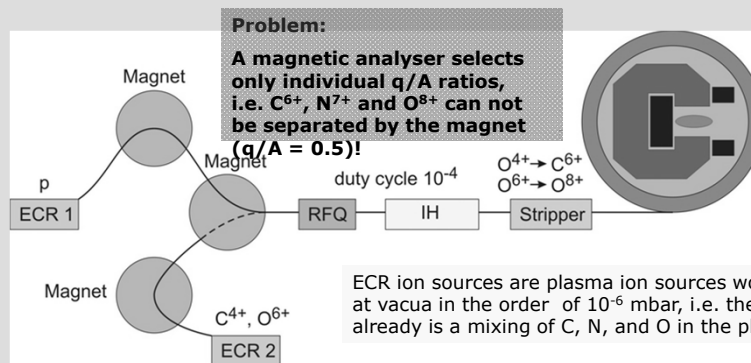 Problem:
A magnetic analyser selects
only individual q/A ratios,
i.e. C⁶⁺, N⁷⁺ and O⁸⁺ can not
be separated by the magnet
(q/A = 0.5)!
Magnet
Magnet
p
ECR 1
duty cycle 10⁻⁴
O⁴⁺→ C⁶⁺
O⁶⁺→ O⁸⁺
RFQ
IH
Stripper
Magnet
C⁴⁺, O⁶⁺
ECR 2
ECR ion sources are plasma ion sources
at vacua in the order of 10⁻⁶ mbar, i.e.
already is a mixing of C, N, and O in the